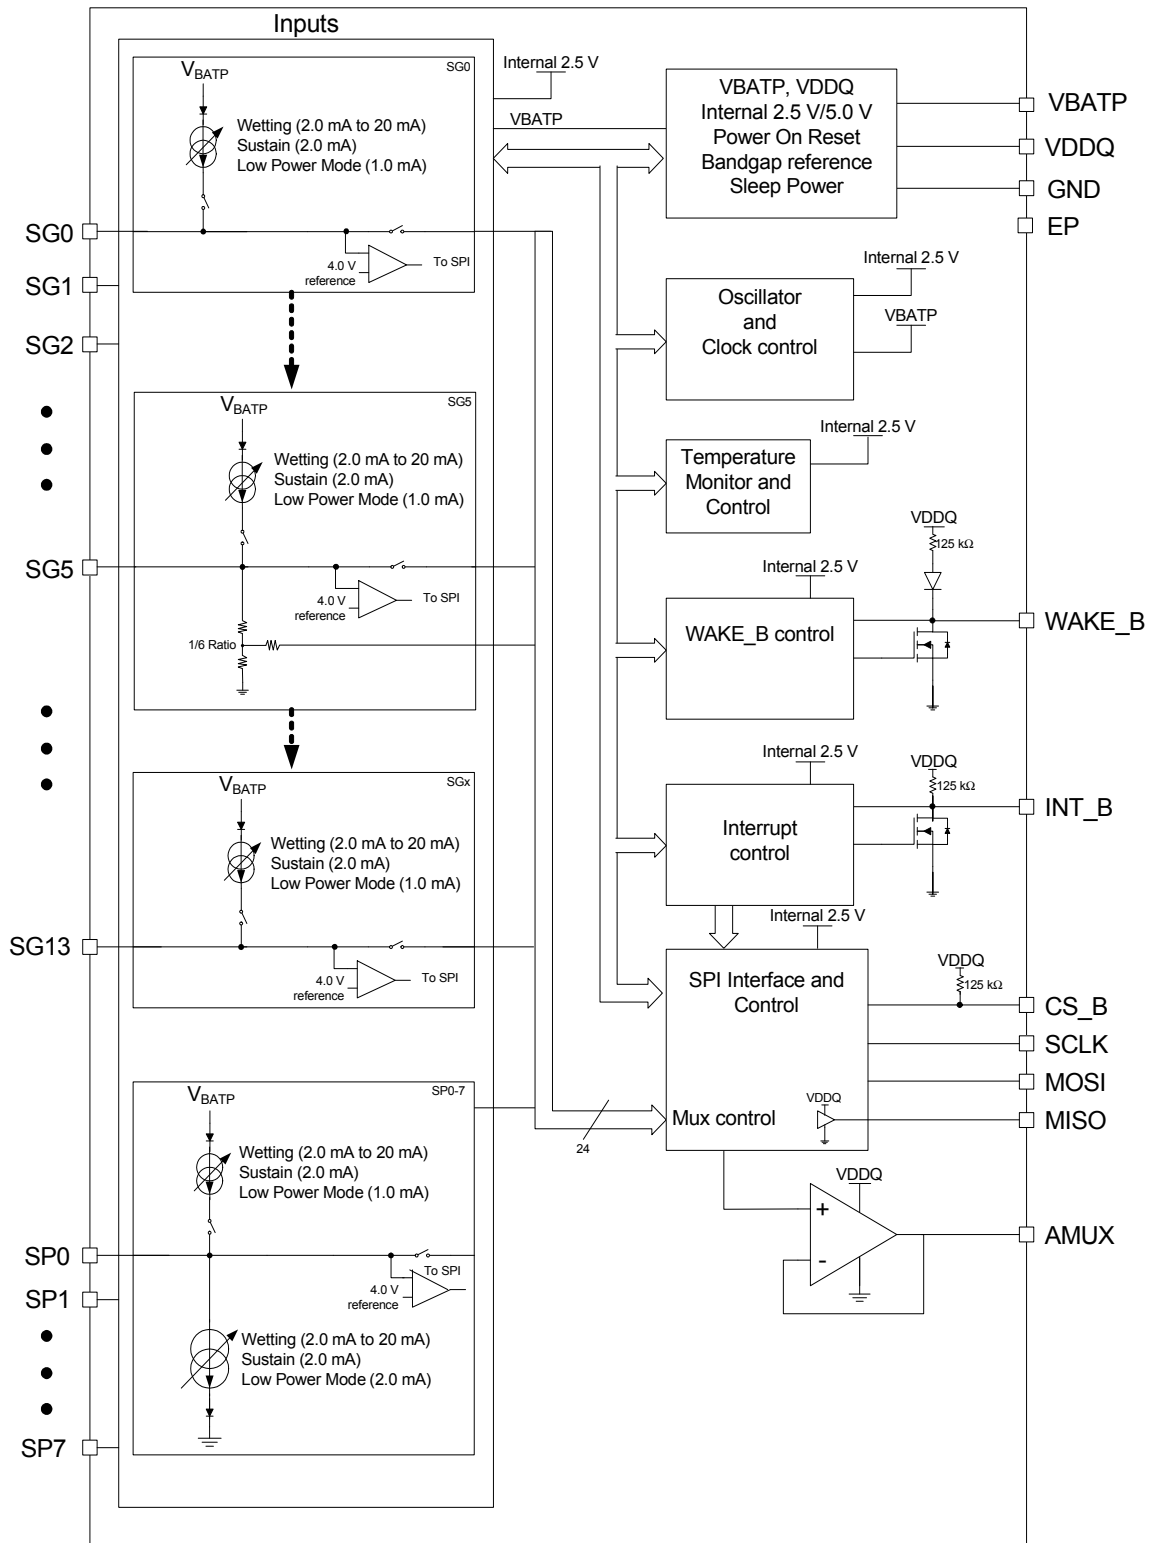 Inputs
SG0
VBATP
Wetting (2.0 mA to 20 mA)
Sustain (2.0 mA)
Low Power Mode (1.0 mA)
4.0 V
reference
To SPI
SG0
SG1
SG2
SG5
VBATP
Wetting (2.0 mA to 20 mA)
Sustain (2.0 mA)
Low Power Mode (1.0 mA)
4.0 V
reference
To SPI
1/6 Ratio
SG5
SGx
VBATP
Wetting (2.0 mA to 20 mA)
Sustain (2.0 mA)
Low Power Mode (1.0 mA)
4.0 V
reference
To SPI
SG13
SP0-7
VBATP
Wetting (2.0 mA to 20 mA)
Sustain (2.0 mA)
Low Power Mode (1.0 mA)
To SPI
4.0 V
reference
Wetting (2.0 mA to 20 mA)
Sustain (2.0 mA)
Low Power Mode (2.0 mA)
SP0
SP1
SP7
Internal 2.5 V
VBATP
VBATP, VDDQ
Internal 2.5 V/5.0 V
Power On Reset
Bandgap reference
Sleep Power
VBATP
VDDQ
GND
EP
Internal 2.5 V
VBATP
Oscillator
and
Clock control
Internal 2.5 V
Temperature
Monitor and
Control
Internal 2.5 V
WAKE_B control
VDDQ
125 kΩ
WAKE_B
Internal 2.5 V
Interrupt
control
VDDQ
125 kΩ
INT_B
Internal 2.5 V
SPI Interface and
Control
VDDQ
125 kΩ
CS_B
SCLK
MOSI
MISO
VDDQ
Mux control
24
VDDQ
+
-
AMUX